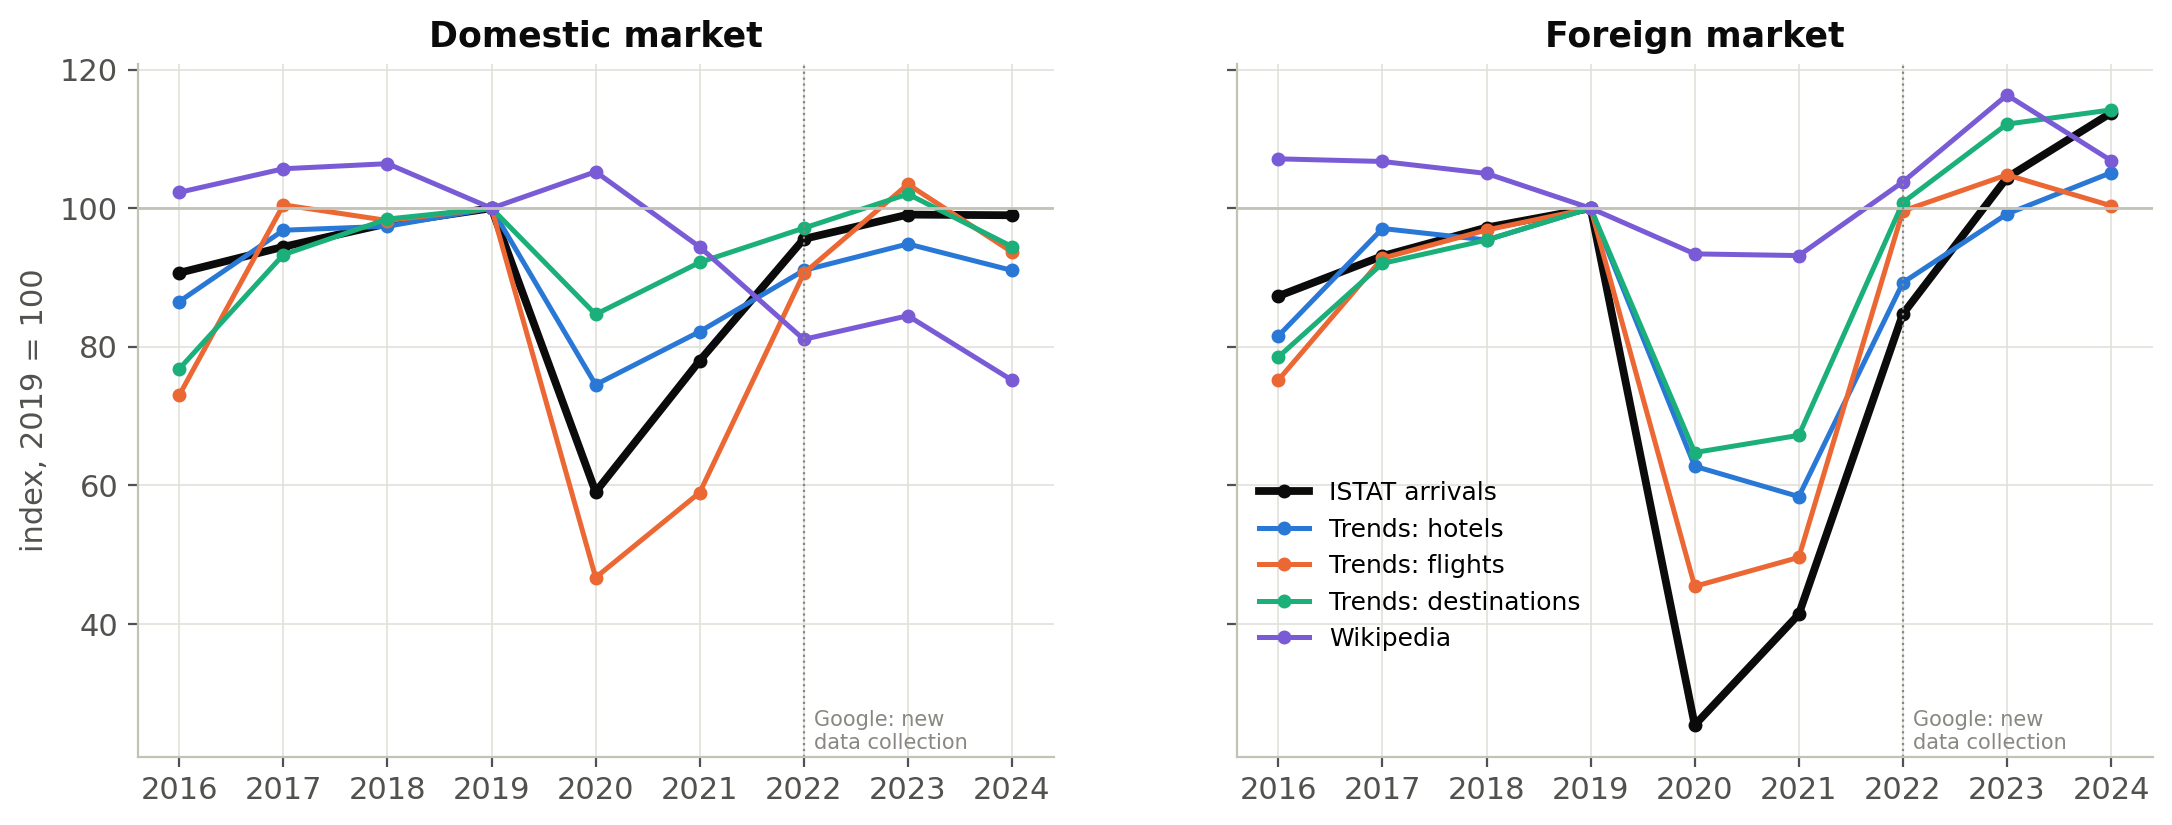 Domestic market
Foreign market
index, 2019 = 100
120
100
80
60
40
ISTAT arrivals
Trends: hotels
Trends: flights
Trends: destinations
Wikipedia
Google: new
data collection
Google: new
data collection
2016 2017 2018 2019 2020 2021 2022 2023 2024
2016 2017 2018 2019 2020 2021 2022 2023 2024